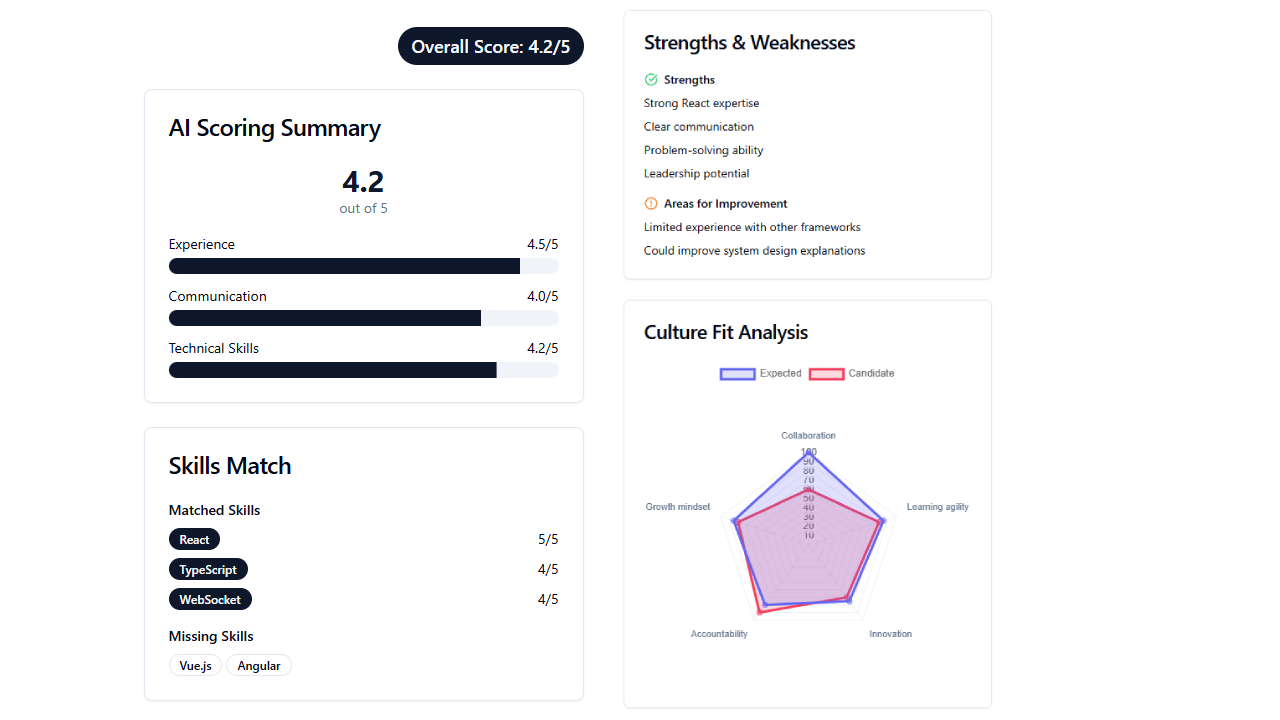 Overall Score: 4.2/5
AI Scoring Summary
4.2
out of 5
Experience 4.5/5
Communication 4.0/5
Technical Skills 4.2/5
Skills Match
Matched Skills
React 5/5
TypeScript 4/5
WebSocket 4/5
Missing Skills
Vue.js Angular
Strengths & Weaknesses
Strengths
Strong React expertise
Clear communication
Problem-solving ability
Leadership potential
Areas for Improvement
Limited experience with other frameworks
Could improve system design explanations
Culture Fit Analysis
Expected Candidate
Collaboration
100
90
80
70
60
50
40
30
20
10
Growth mindset Learning agility
Accountability Innovation